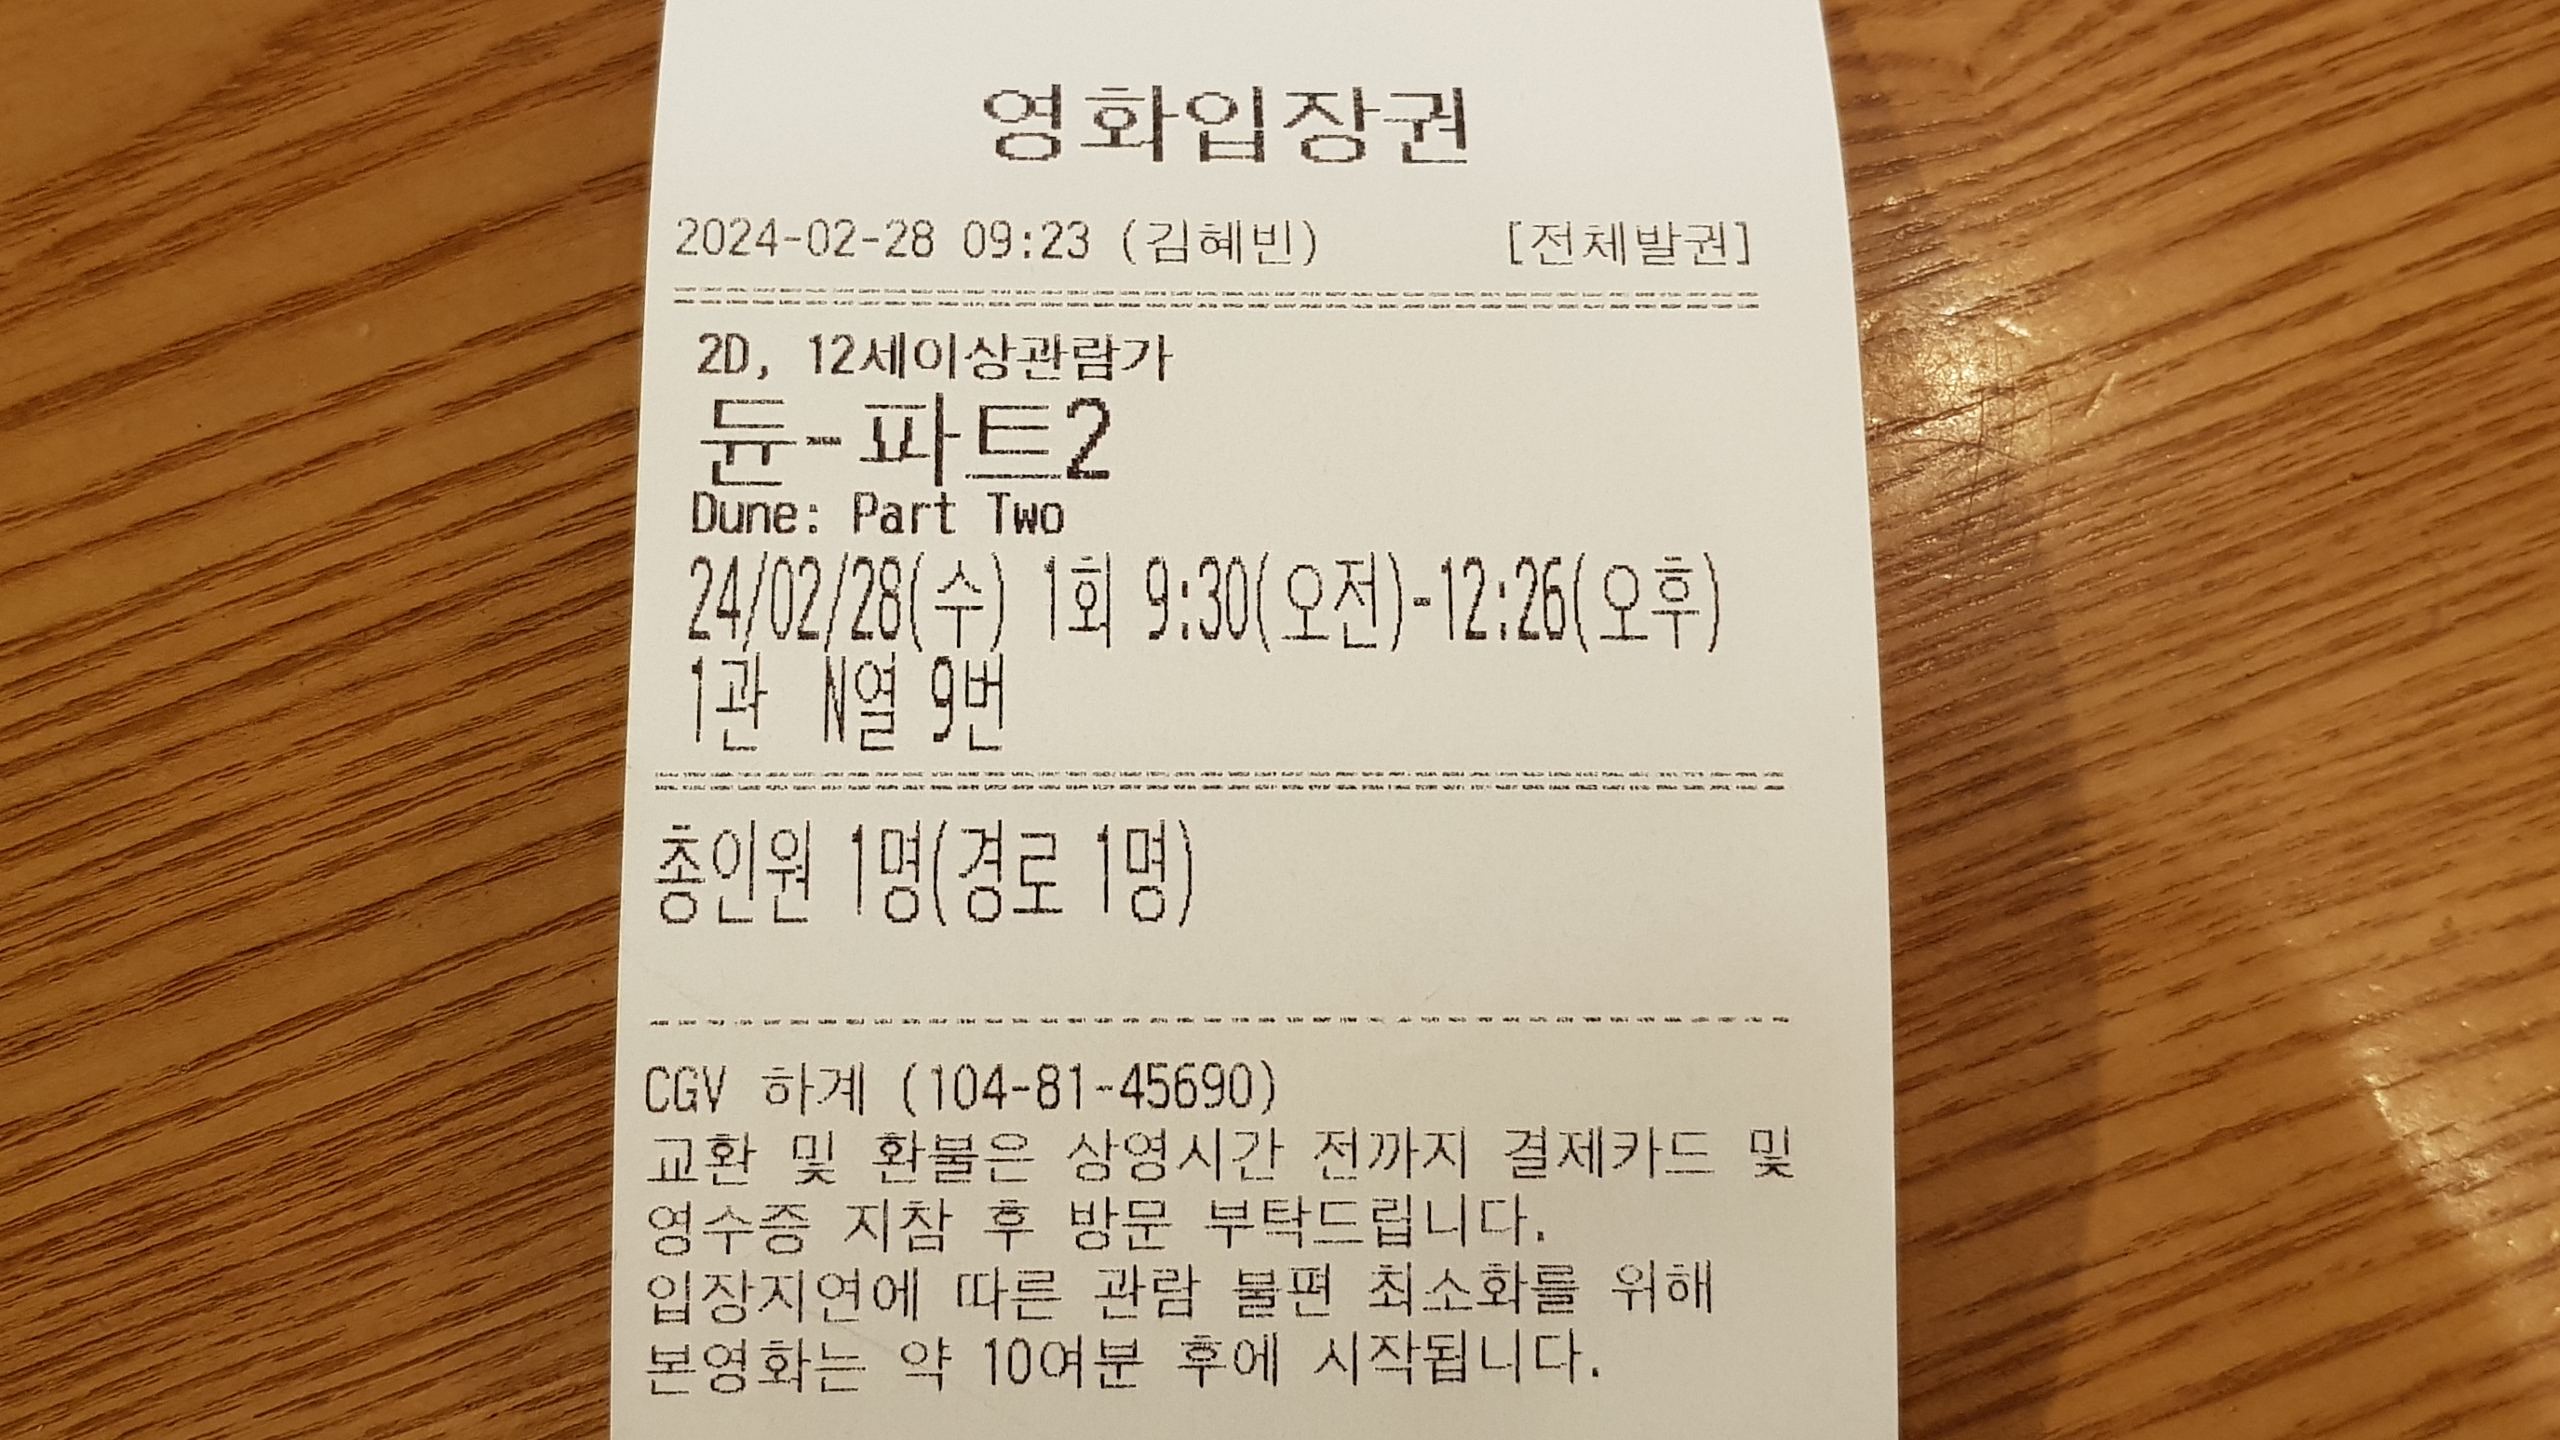 영화입장권
2024-02-28 09:23 (김혜빈) [전체발권]
2D, 12세이상관람가
듄-파트2
Dune: Part Two
24/02/28(수) 1회 9:30(오전)-12:26(오후)
1관 N열 9번
총인원 1명(경로 1명)
CGV 하계 (104-81-45690)
교환 및 환불은 상영시간 전까지 결제카드 및
영수증 지참 후 방문 부탁드립니다.
입장지연에 따른 관람 불편 최소화를 위해
본영화는 약 10여분 후에 시작됩니다.